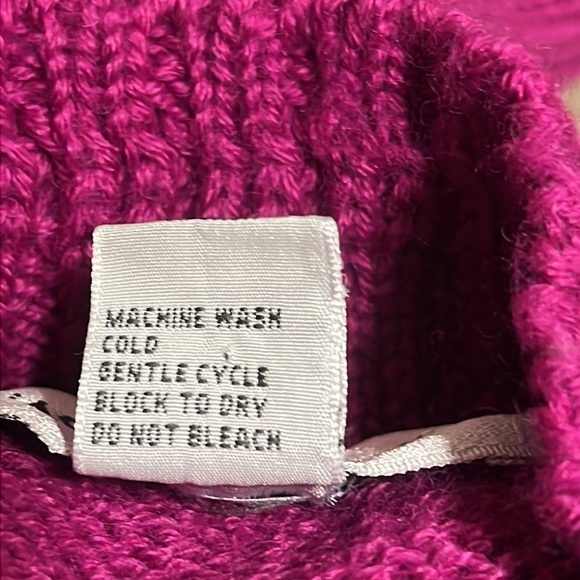 MACHINE WASH
COLD
GENTLE CYCLE
BLOCK TO DRY
DO NOT BLEACH